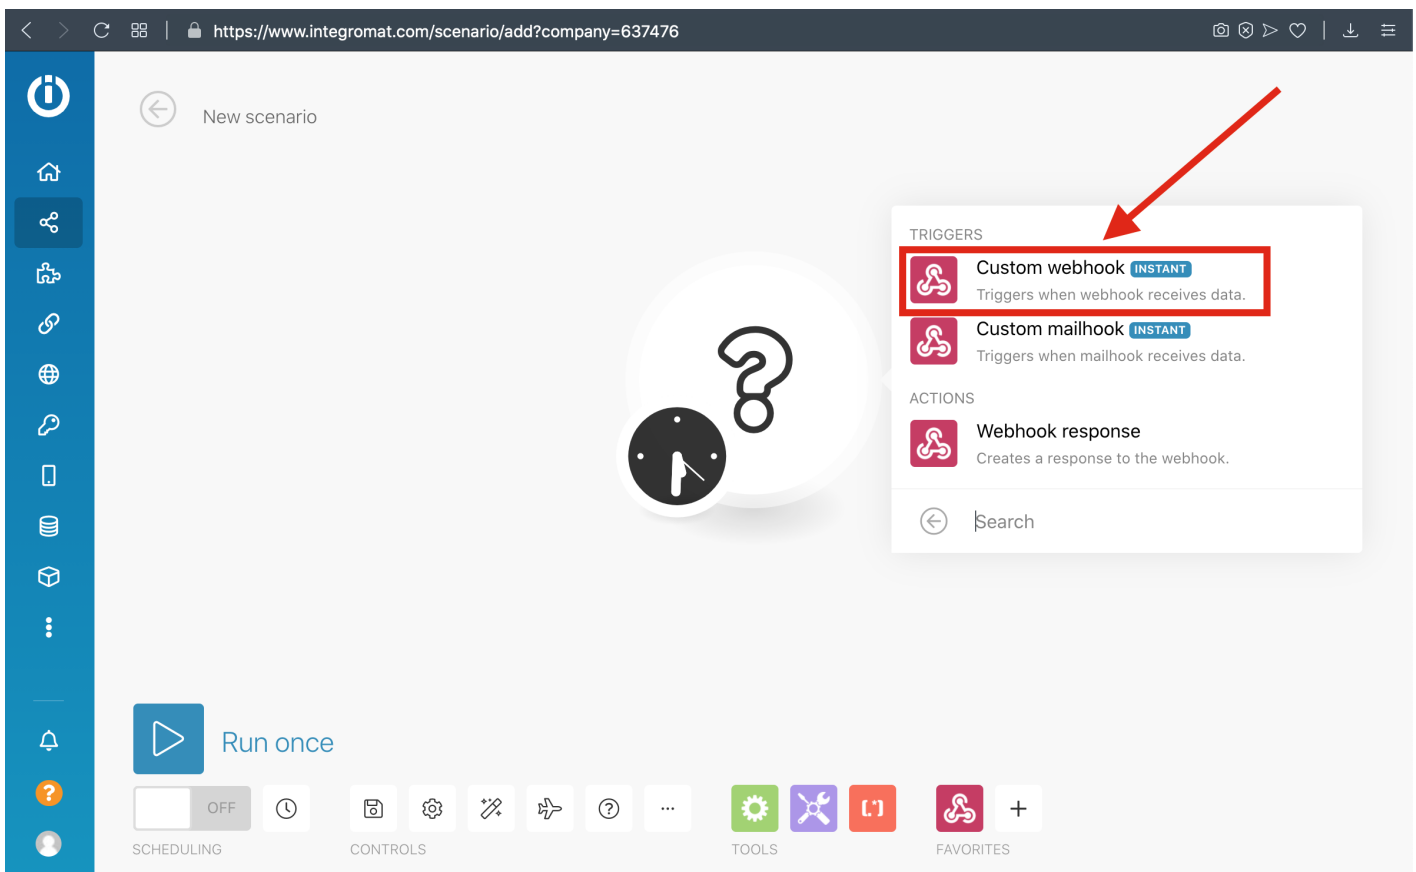 https://www.integromat.com/scenario/add?company=637476
New scenario
TRIGGERS
Custom webhook INSTANT
Triggers when webhook receives data.
Custom mailhook INSTANT
Triggers when mailhook receives data.
ACTIONS
Webhook response
Creates a response to the webhook.
Search
Run once
OFF
SCHEDULING
CONTROLS
TOOLS
FAVORITES